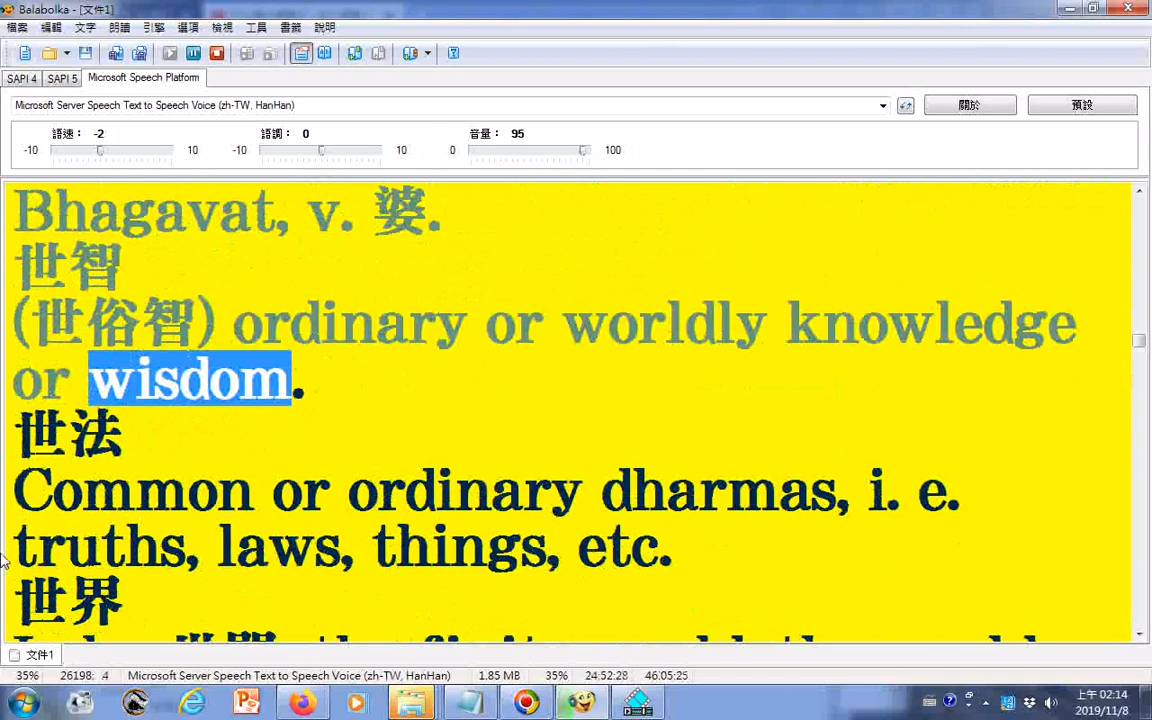 Balabolka - [文件1]
檔案 編輯 文字 朗讀 引擎 選項 檢視 工具 書籤 說明
SAPI 4 SAPI 5 Microsoft Speech Platform
Microsoft Server Speech Text to Speech Voice (zh-TW, HanHan) 關於 預設
語速： -2 語調： 0 音量： 95
-10 10 -10 10 0 100
Bhagavat, v. 婆.
世智
(世俗智) ordinary or worldly knowledge
or wisdom.
世法
Common or ordinary dharmas, i. e.
truths, laws, things, etc.
世界
文件1
35% 26198: 4 Microsoft Server Speech Text to Speech Voice (zh-TW, HanHan) 1.85 MB 35% 24:52:28 46:05:25
上午 02:14
2019/11/8